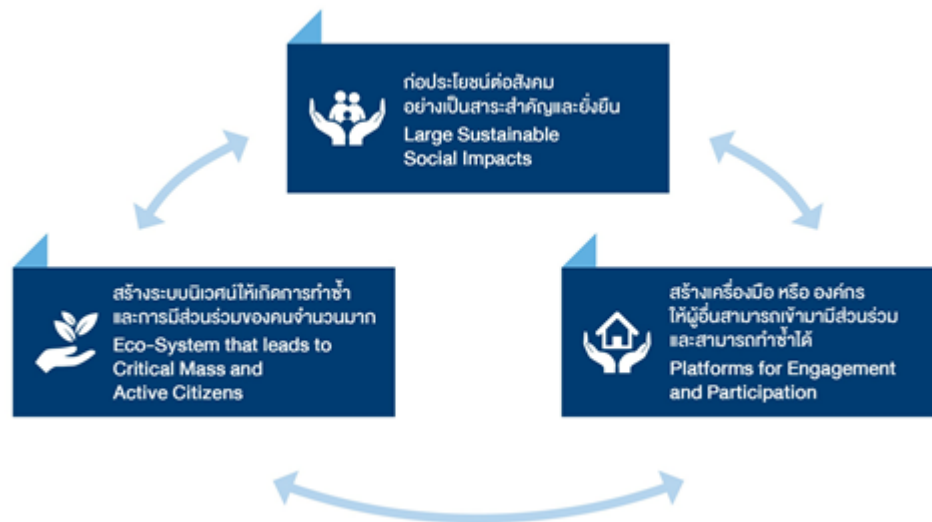 ก่อประโยชน์ต่อสังคม
อย่างเป็นสาระสำคัญและยั่งยืน
Large Sustainable
Social Impacts
สร้างระบบนิเวศน์ให้เกิดการทำซ้ำ
และการมีส่วนร่วมของคนจำนวนมาก
Eco-System that leads to
Critical Mass and
Active Citizens
สร้างเครื่องมือ หรือ องค์กร
ให้ผู้อื่นสามารถเข้ามามีส่วนร่วม
และสามารถทำซ้ำได้
Platforms for Engagement
and Participation